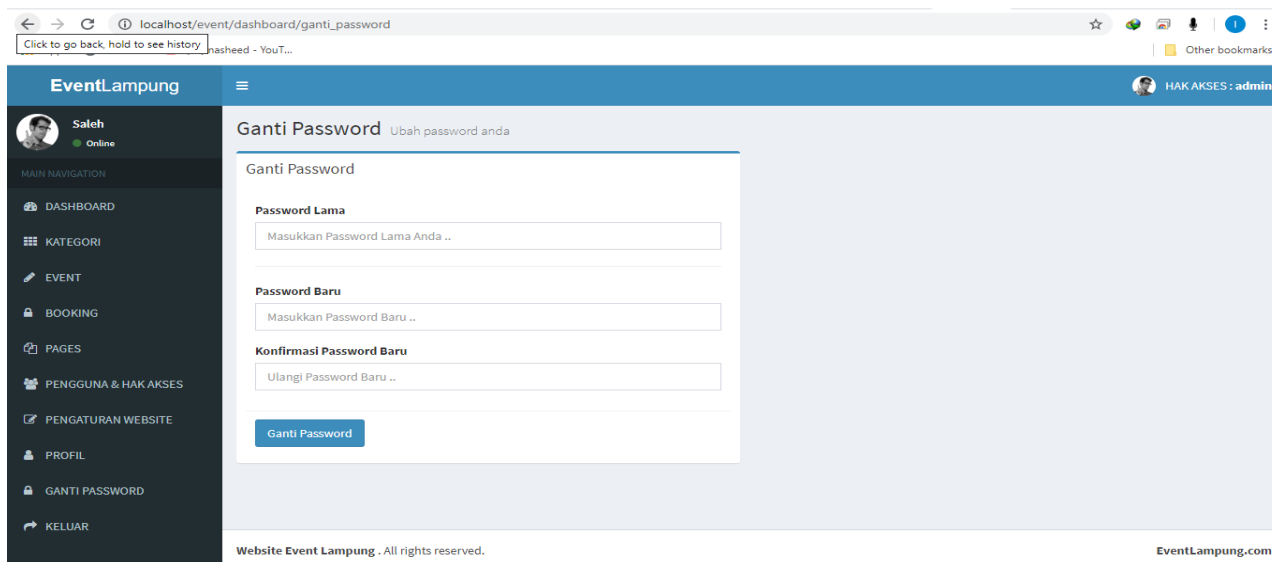 localhost/event/dashboard/ganti_password
Click to go back, hold to see history
nasheed - YouT...
Other bookmarks
EventLampung
HAK AKSES : admin
Saleh
Online
MAIN NAVIGATION
DASHBOARD
KATEGORI
EVENT
BOOKING
PAGES
PENGGUNA & HAK AKSES
PENGATURAN WEBSITE
PROFIL
GANTI PASSWORD
KELUAR
Ganti Password Ubah password anda
Ganti Password
Password Lama
Masukkan Password Lama Anda ..
Password Baru
Masukkan Password Baru ..
Konfirmasi Password Baru
Ulangi Password Baru ..
Ganti Password
Website Event Lampung . All rights reserved.
EventLampung.com